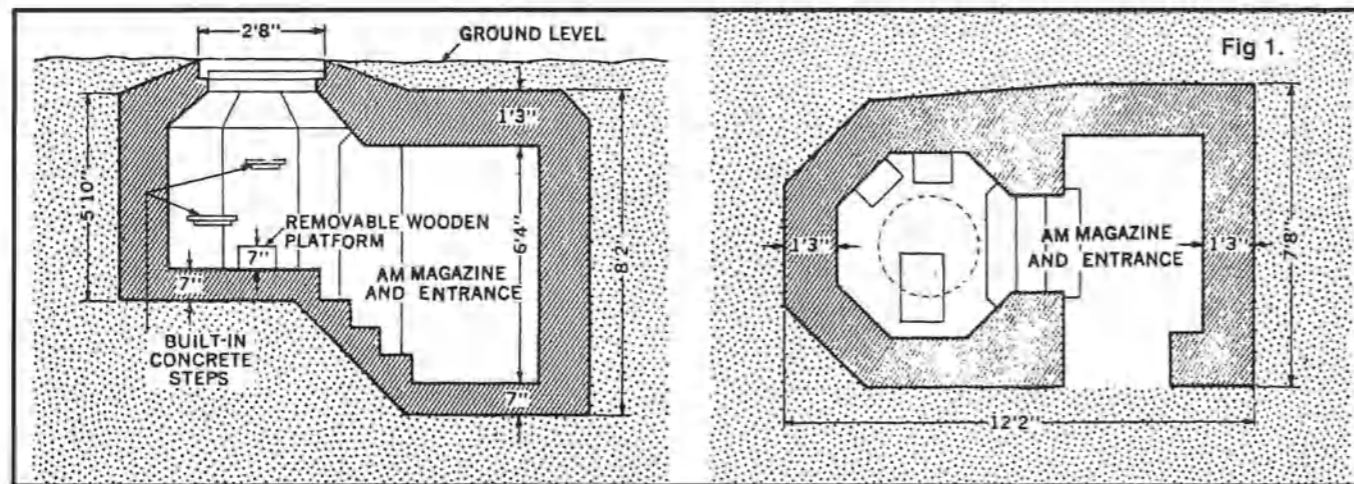 2'8"
GROUND LEVEL
1'3"
5'10"
REMOVABLE WOODEN
PLATFORM
7"
7"
AM MAGAZINE
AND ENTRANCE
6'4"
8'2"
BUILT-IN
CONCRETE
STEPS
7"
Fig 1.
1'3"
AM MAGAZINE
AND ENTRANCE
1'3"
7'8"
12'2"